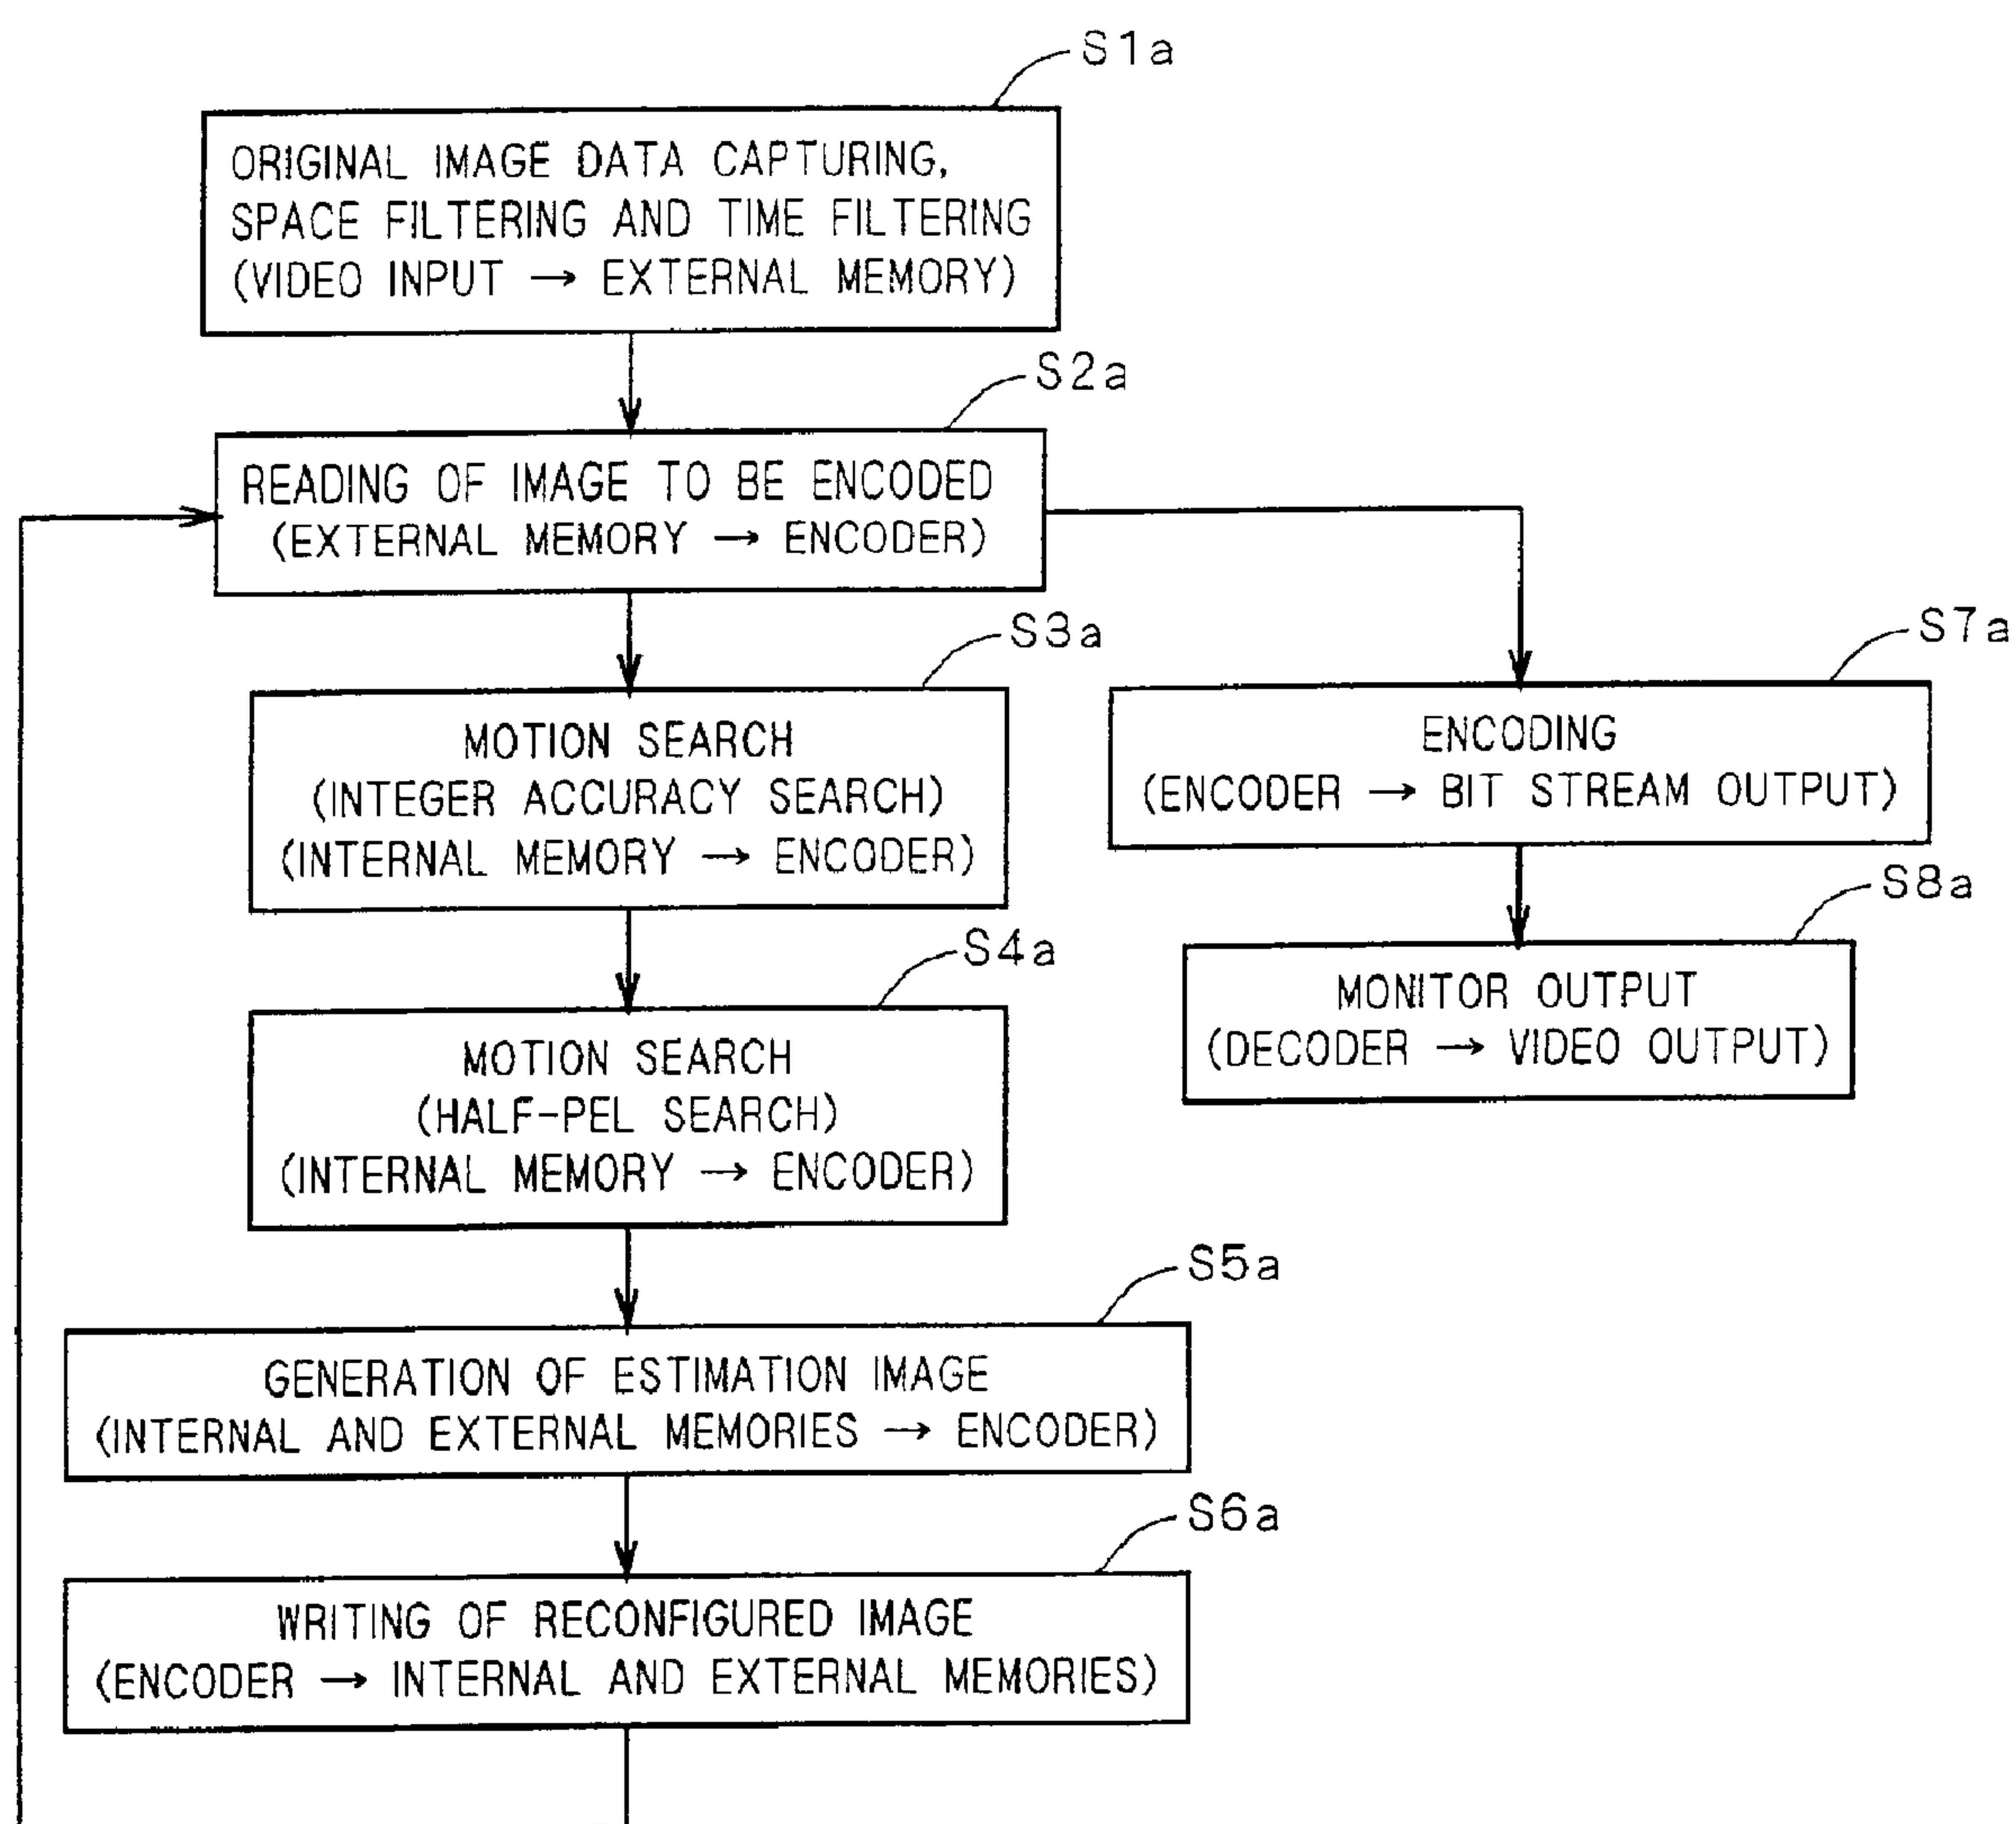 S1a
ORIGINAL IMAGE DATA CAPTURING,
SPACE FILTERING AND TIME FILTERING
(VIDEO INPUT → EXTERNAL MEMORY)
S2a
READING OF IMAGE TO BE ENCODED
(EXTERNAL MEMORY → ENCODER)
S3a
MOTION SEARCH
(INTEGER ACCURACY SEARCH)
(INTERNAL MEMORY → ENCODER)
S7a
ENCODING
(ENCODER → BIT STREAM OUTPUT)
S8a
MONITOR OUTPUT
(DECODER → VIDEO OUTPUT)
S4a
MOTION SEARCH
(HALF-PEL SEARCH)
(INTERNAL MEMORY → ENCODER)
S5a
GENERATION OF ESTIMATION IMAGE
(INTERNAL AND EXTERNAL MEMORIES → ENCODER)
S6a
WRITING OF RECONFIGURED IMAGE
(ENCODER → INTERNAL AND EXTERNAL MEMORIES)